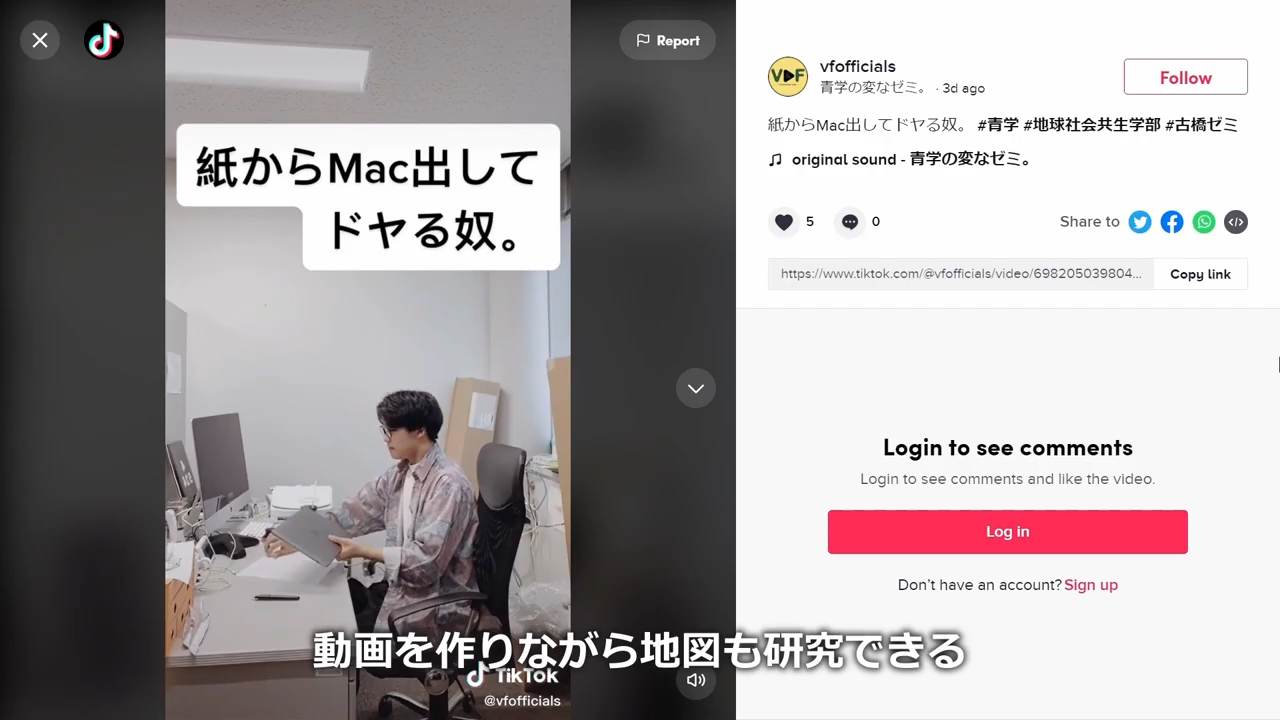 Report
紙からMac出して
ドヤる奴。
TikTok
@vfofficials
動画を作りながら地図も研究できる
VDF
vfofficials
青学の変なゼミ。 · 3d ago
Follow
紙からMac出してドヤる奴。 #青学 #地球社会共生学部 #古橋ゼミ
original sound - 青学の変なゼミ。
5
0
Share to
https://www.tiktok.com/@vfofficials/video/698205039804...
Copy link
Login to see comments
Login to see comments and like the video.
Log in
Don't have an account? Sign up